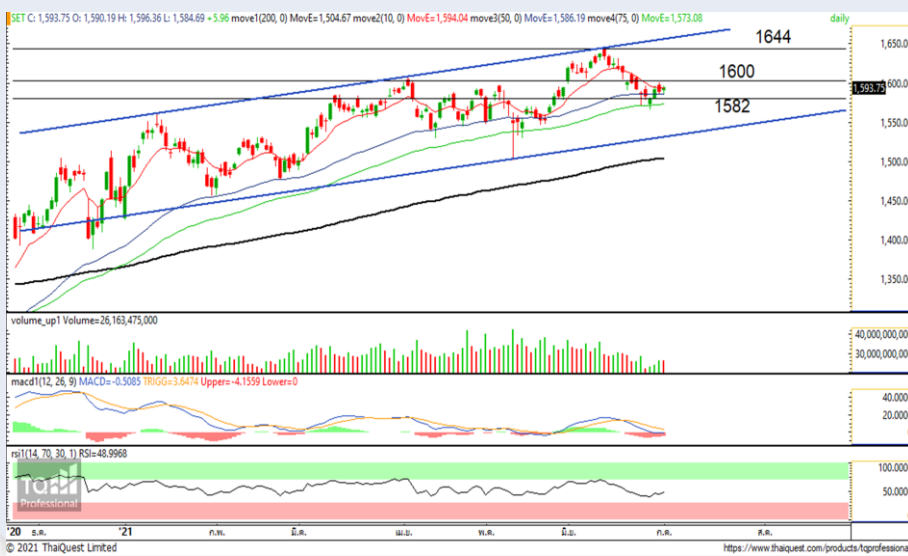 SET C: 1,593.75 O: 1,590.19 H: 1,596.36 L: 1,584.69 +5.96 move1(200, 0) MovE=1,504.67 move2(10, 0) MovE=1,594.04 move3(50, 0) MovE=1,586.19 move4(75, 0) MovE=1,573.08 daily
1644
1,650.00
1600
1,600.00
1,593.75
1582
1,550.00
1,500.00
1,450.00
1,400.00
1,350.00
volume_up1 Volume=26,163,475,000
40,000,000,00
30,000,000,00
macd1(12, 26, 9) MACD=-0.5085 TRIGG=3.6474 Upper=-4.1559 Lower=0
40.000
20.000
rsi1(14, 70, 30, 1) RSI=48.9968
100.000
50.000
TQ
Professional
'20 ธ.ค. '21 ก.พ. มี.ค. เม.ย. พ.ค. มิ.ย. ก.ค. ส.ค.
© 2021 ThaiQuest Limited https://www.thaiquest.com/products/tqprofessiona